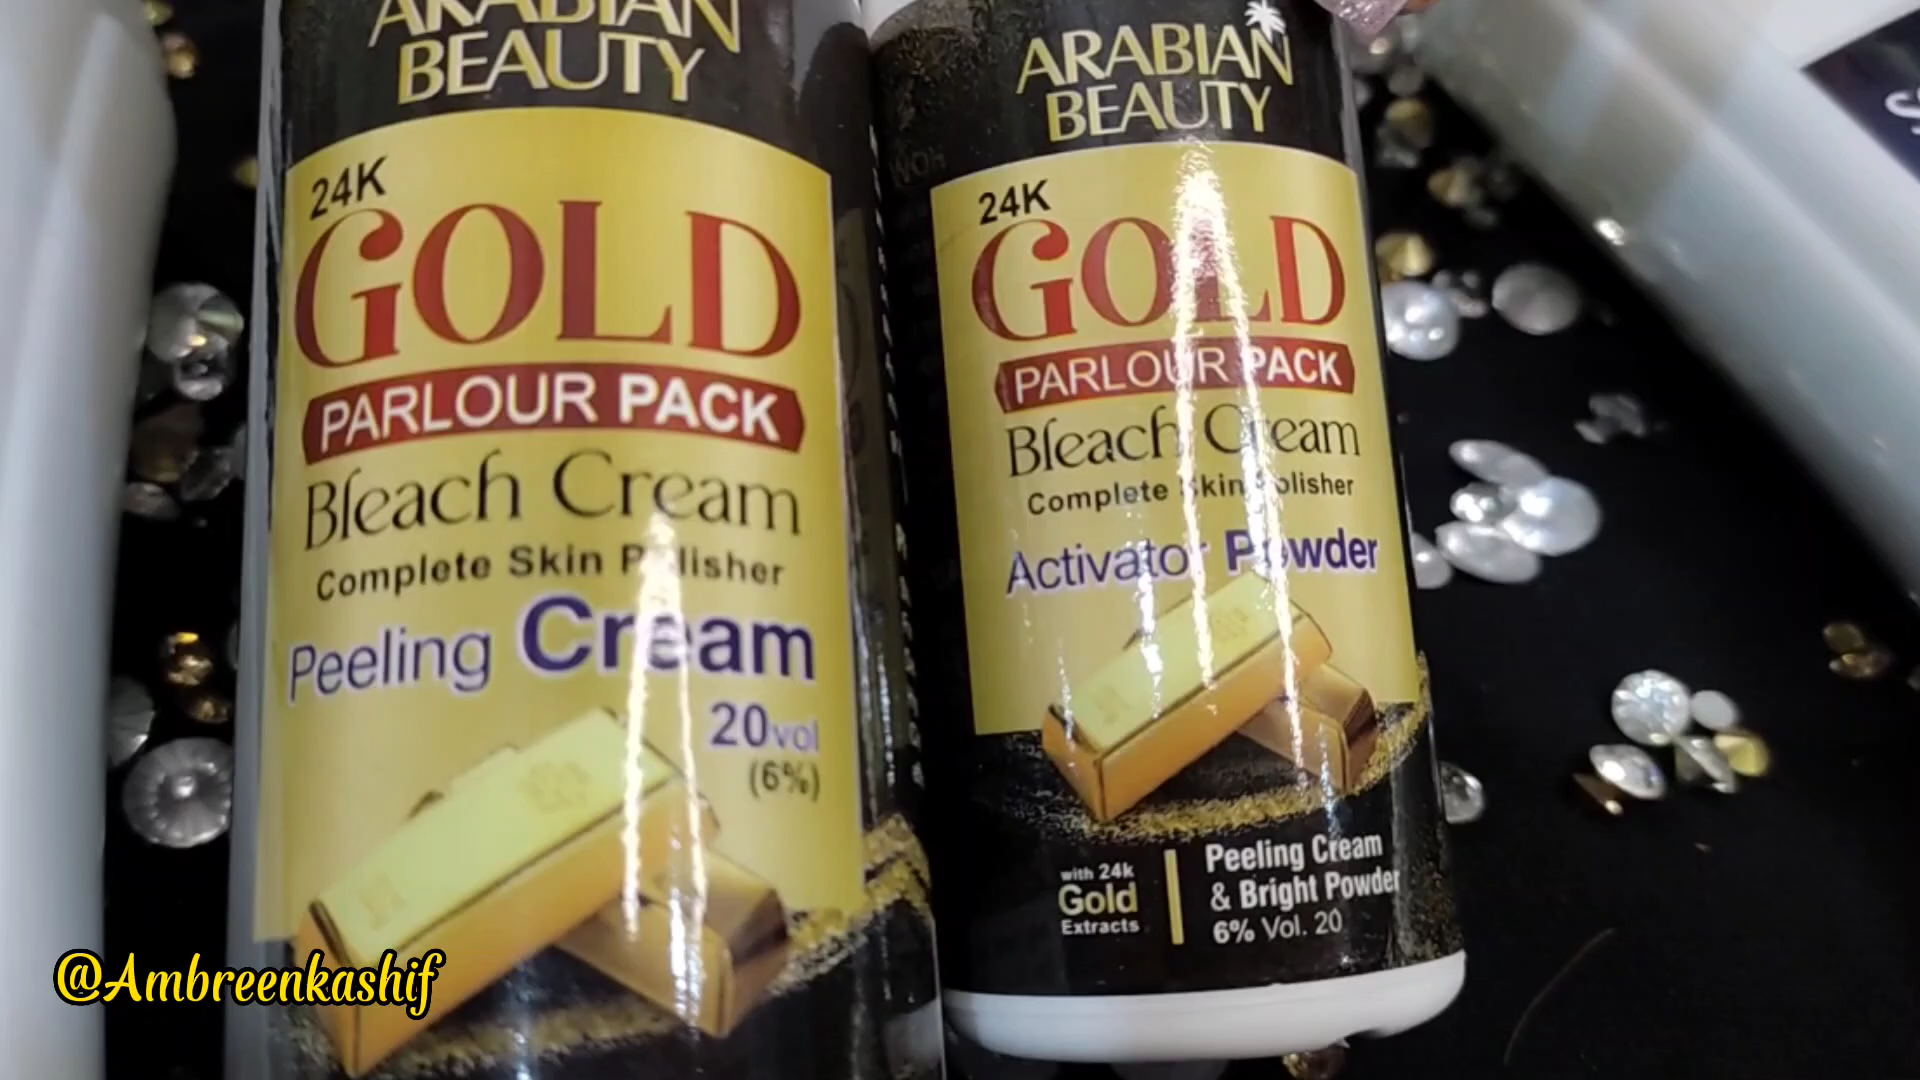 ARABIAN
BEAUTY
24K
GOLD
PARLOUR PACK
Bleach Cream
Complete Skin Polisher
Peeling Cream
20vol
(6%)
ARABIAN
BEAUTY
24K
GOLD
PARLOUR PACK
Bleach Cream
Complete Skin Polisher
Activator Powder
with 24k
Gold
Extracts
Peeling Cream
& Bright Powder
6% Vol. 20
@Ambreenkashif